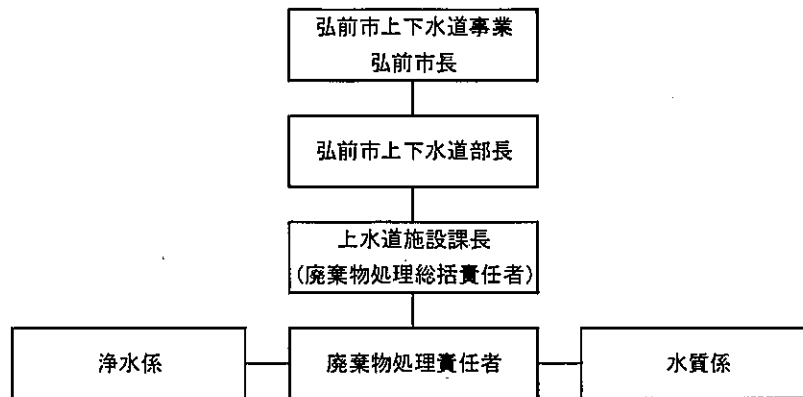 弘前市上下水道事業
弘前市長
弘前市上下水道部長
上水道施設課長
(廃棄物処理総括責任者)
浄水係
廃棄物処理責任者
水質係